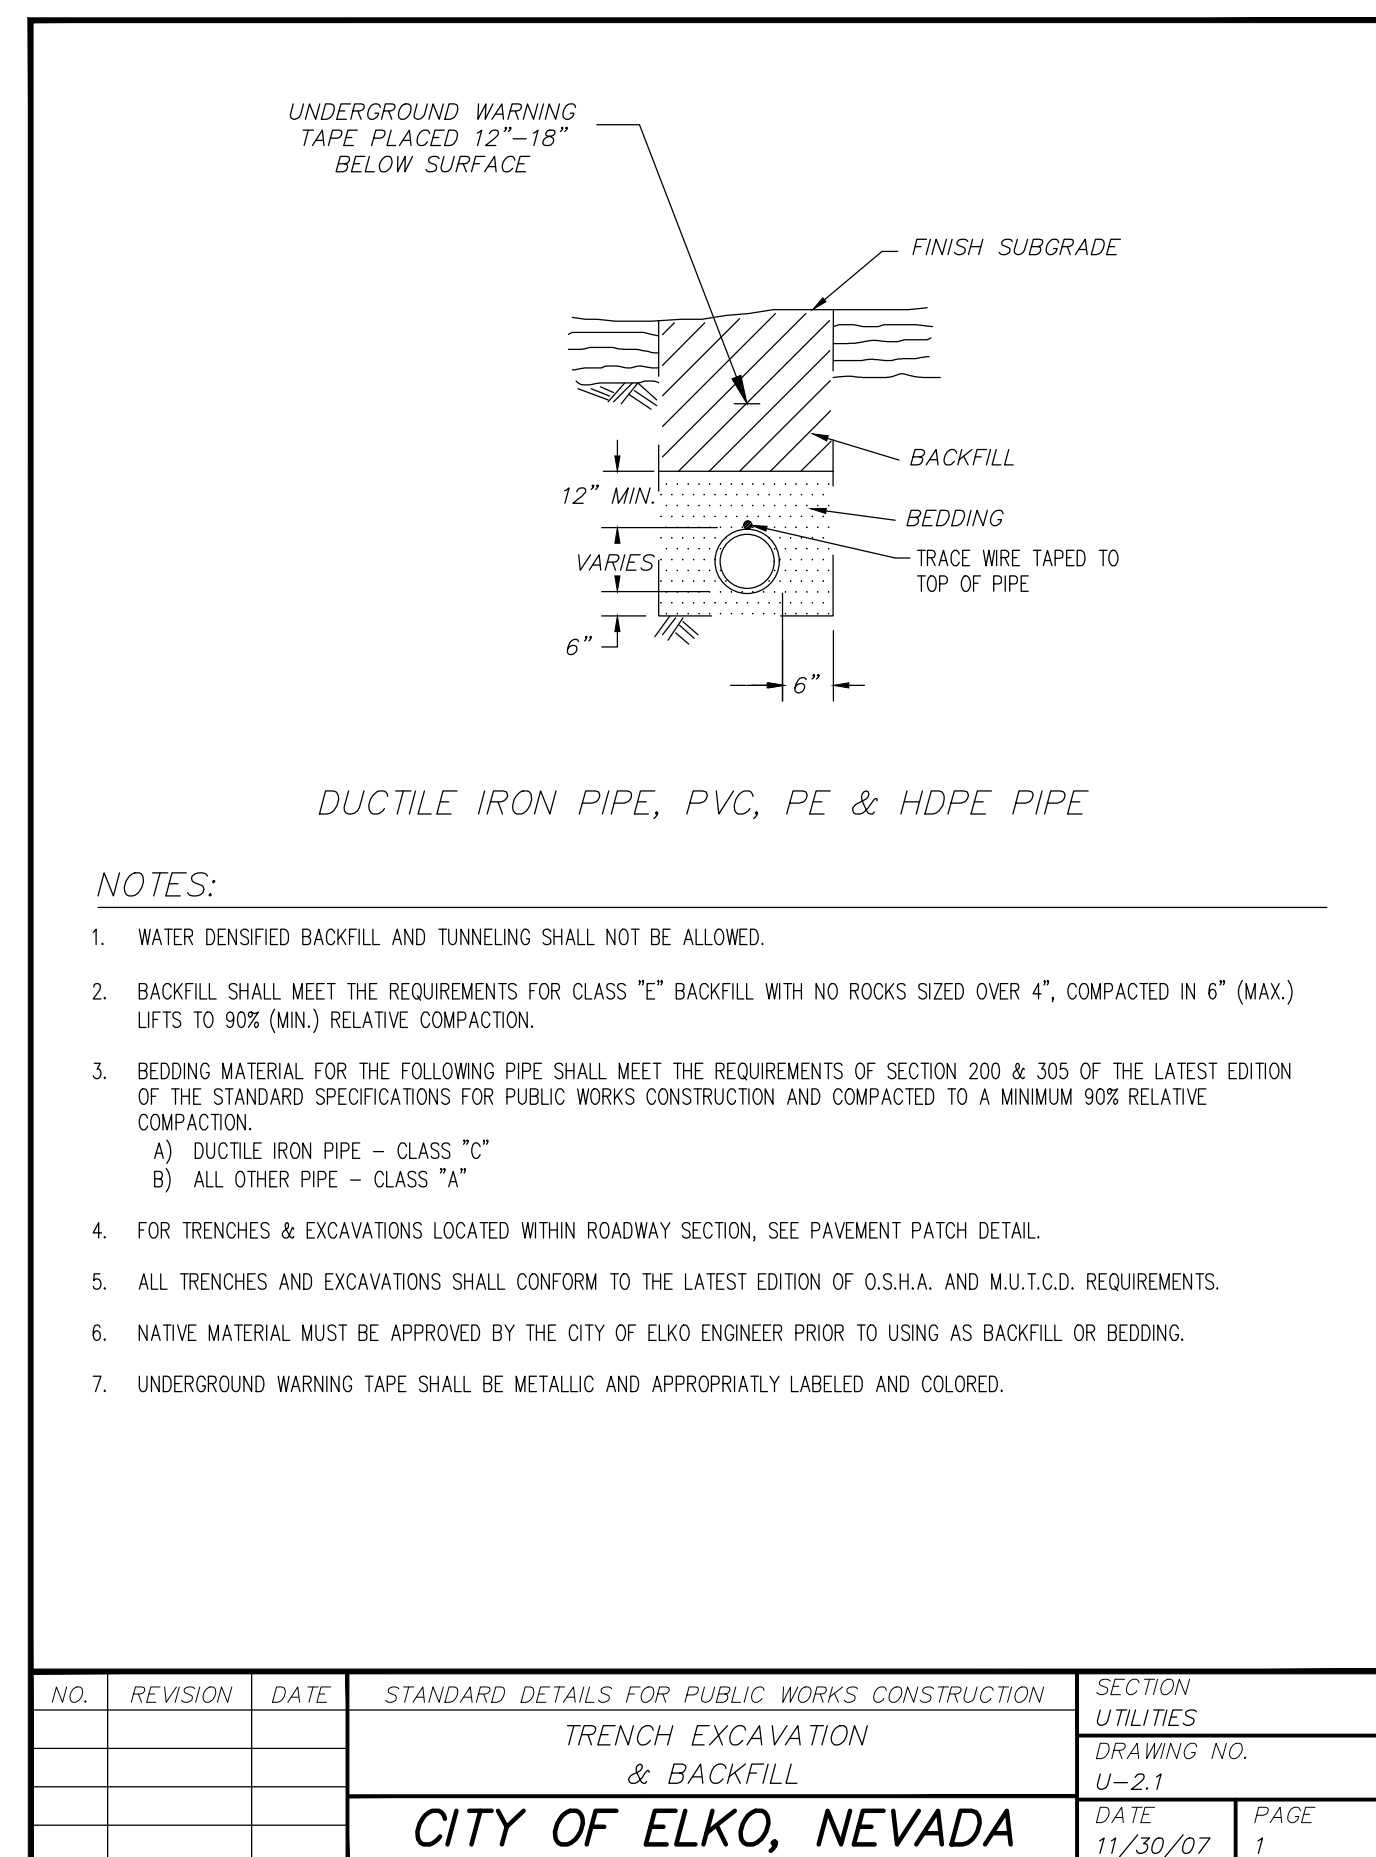 UNDERGROUND WARNING
TAPE PLACED 12"–18"
BELOW SURFACE
FINISH SUBGRADE
BACKFILL
12" MIN.
BEDDING
VARIES
TRACE WIRE TAPED TO
TOP OF PIPE
6"
6"
DUCTILE IRON PIPE, PVC, PE & HDPE PIPE
NOTES:
1. WATER DENSIFIED BACKFILL AND TUNNELING SHALL NOT BE ALLOWED.
2. BACKFILL SHALL MEET THE REQUIREMENTS FOR CLASS "E" BACKFILL WITH NO ROCKS SIZED OVER 4", COMPACTED IN 6" (MAX.)
LIFTS TO 90% (MIN.) RELATIVE COMPACTION.
3. BEDDING MATERIAL FOR THE FOLLOWING PIPE SHALL MEET THE REQUIREMENTS OF SECTION 200 & 305 OF THE LATEST EDITION
OF THE STANDARD SPECIFICATIONS FOR PUBLIC WORKS CONSTRUCTION AND COMPACTED TO A MINIMUM 90% RELATIVE
COMPACTION.
A) DUCTILE IRON PIPE – CLASS "C"
B) ALL OTHER PIPE – CLASS "A"
4. FOR TRENCHES & EXCAVATIONS LOCATED WITHIN ROADWAY SECTION, SEE PAVEMENT PATCH DETAIL.
5. ALL TRENCHES AND EXCAVATIONS SHALL CONFORM TO THE LATEST EDITION OF O.S.H.A. AND M.U.T.C.D. REQUIREMENTS.
6. NATIVE MATERIAL MUST BE APPROVED BY THE CITY OF ELKO ENGINEER PRIOR TO USING AS BACKFILL OR BEDDING.
7. UNDERGROUND WARNING TAPE SHALL BE METALLIC AND APPROPRIATLY LABELED AND COLORED.
NO. REVISION DATE
STANDARD DETAILS FOR PUBLIC WORKS CONSTRUCTION
TRENCH EXCAVATION
& BACKFILL
CITY OF ELKO, NEVADA
SECTION
UTILITIES
DRAWING NO.
U–2.1
DATE
11/30/07
PAGE
1